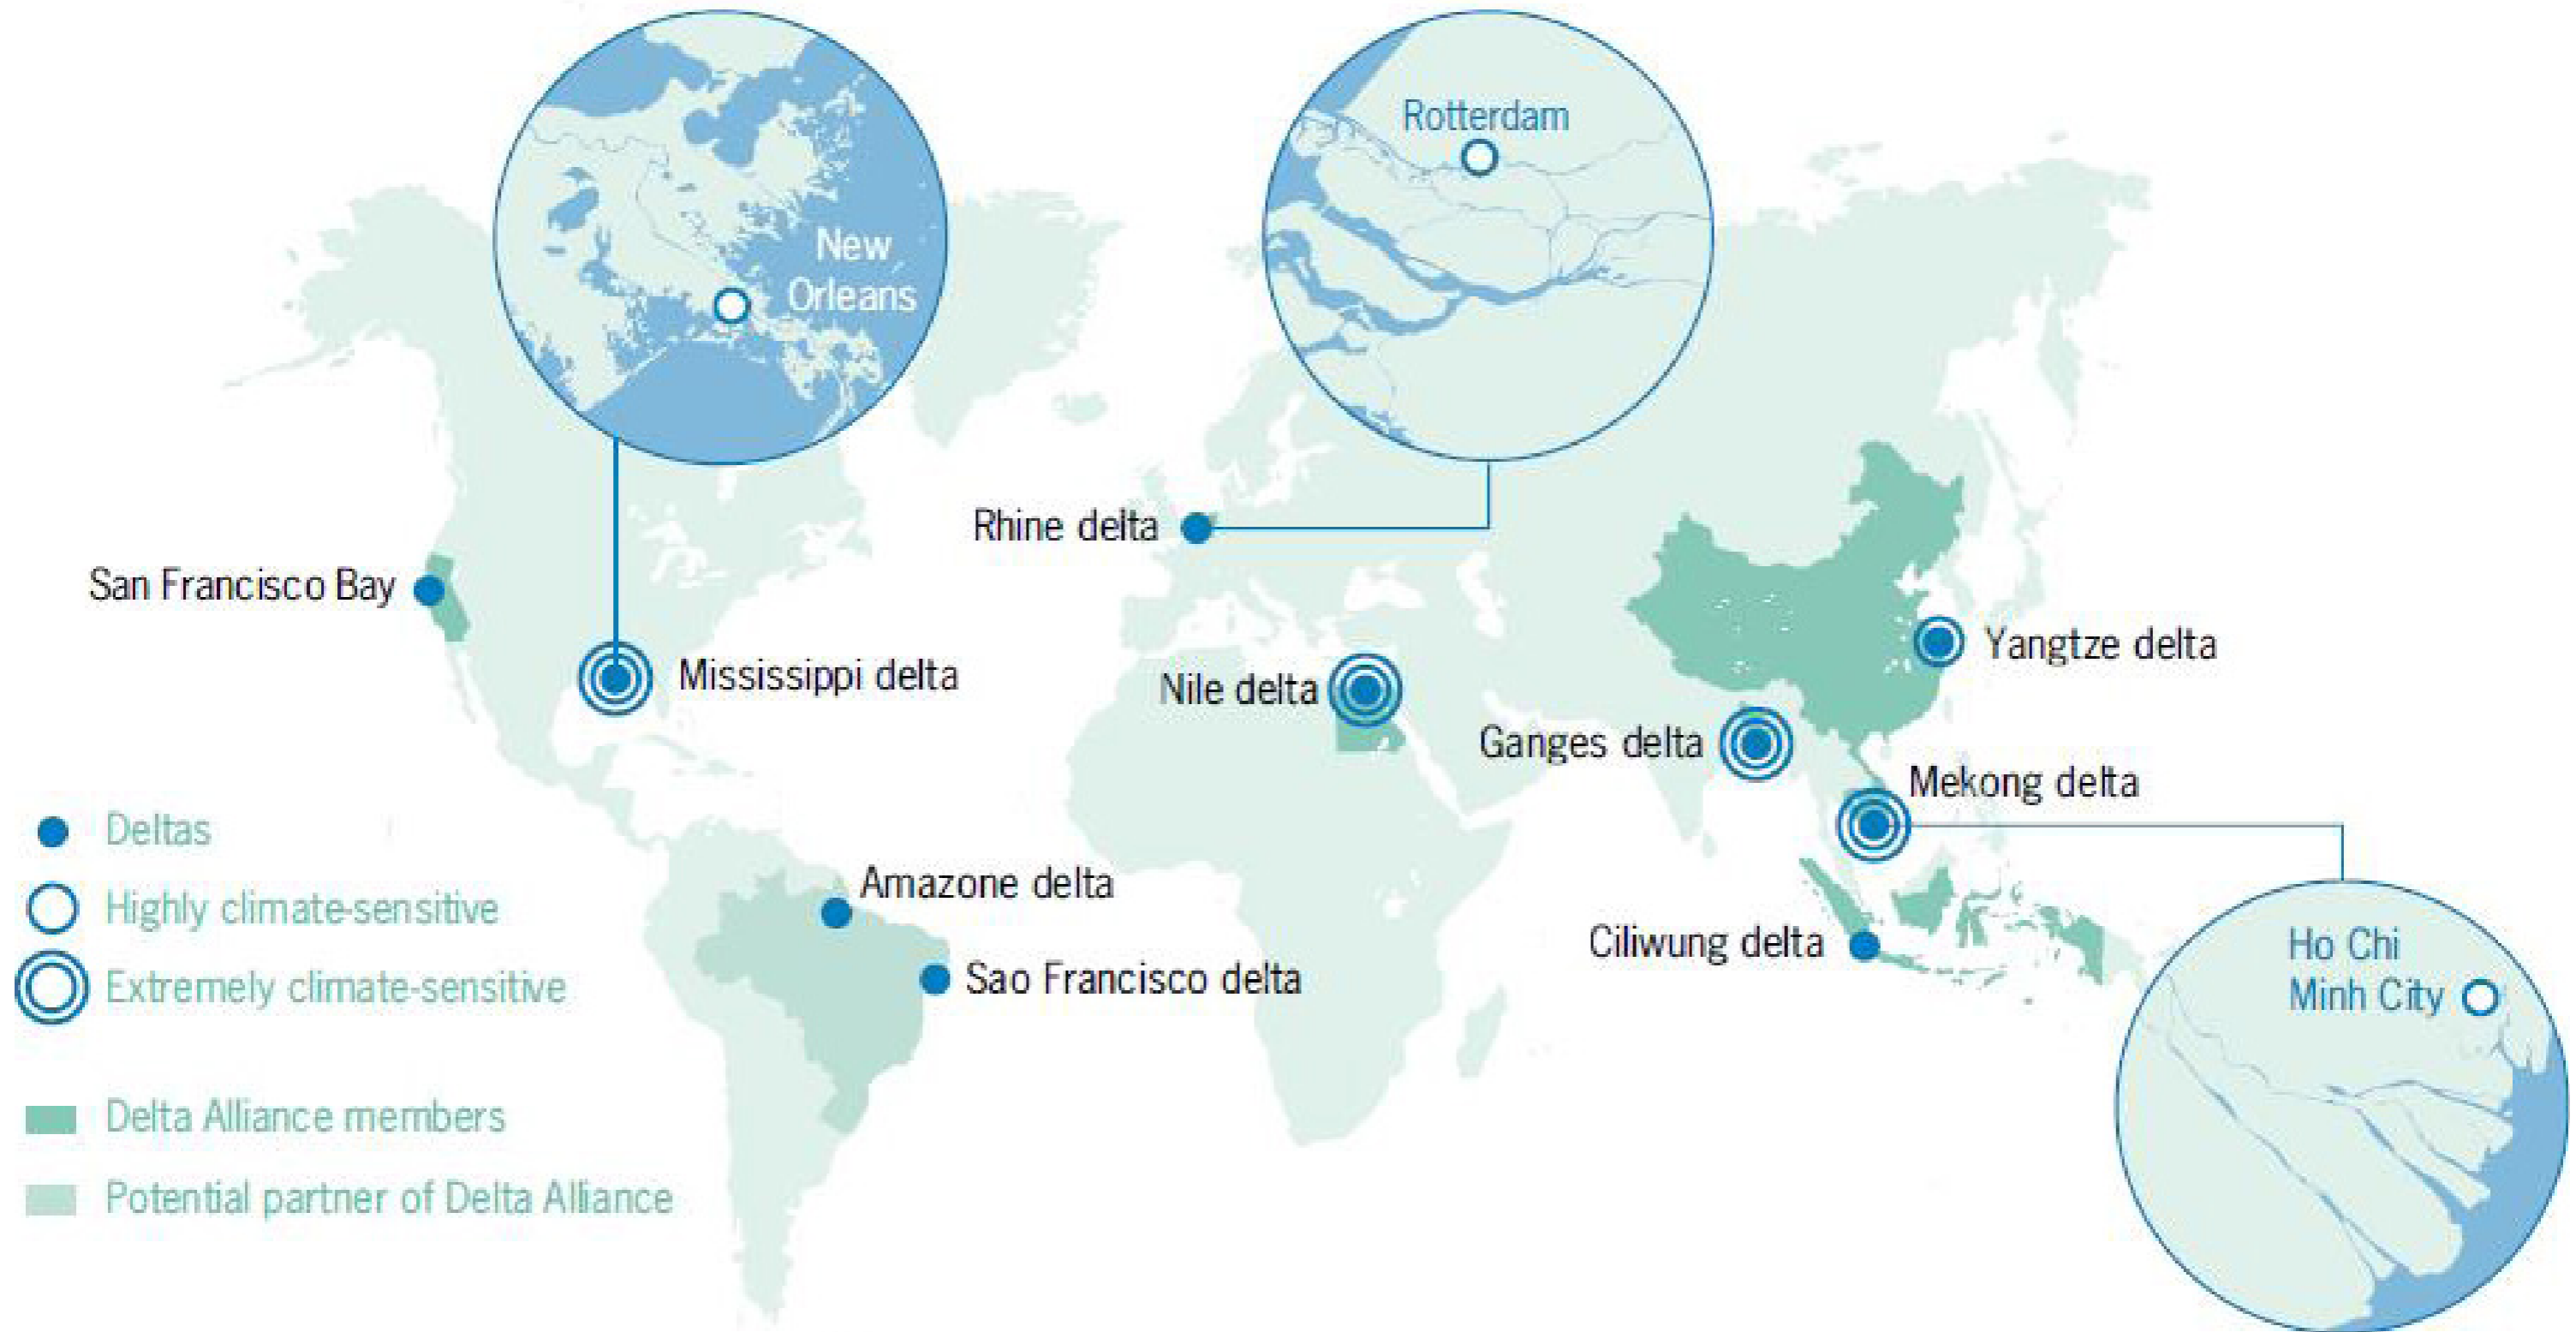 New
Orleans
Rotterdam
Rhine delta
San Francisco Bay
Mississippi delta
Nile delta
Yangtze delta
Ganges delta
Mekong delta
Amazone delta
Sao Francisco delta
Ciliwung delta
Ho Chi
Minh City
Deltas
Highly climate-sensitive
Extremely climate-sensitive
Delta Alliance members
Potential partner of Delta Alliance